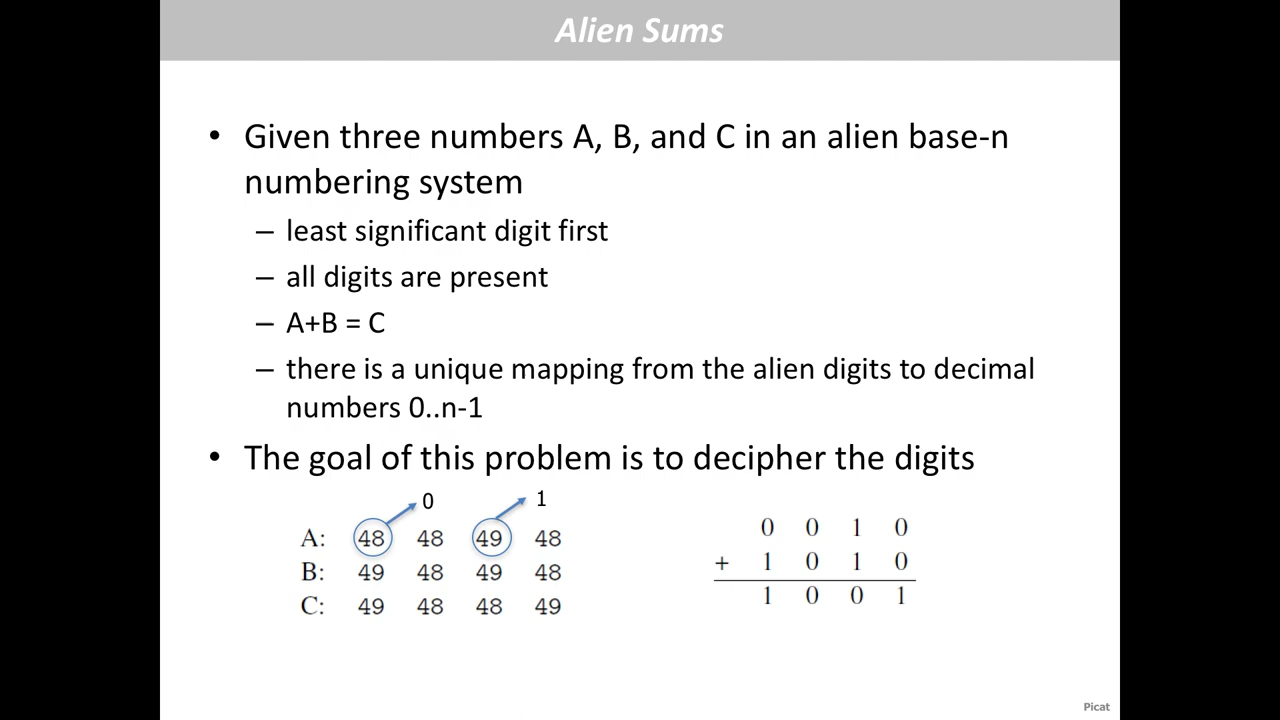 Alien Sums
• Given three numbers A, B, and C in an alien base-n
numbering system
– least significant digit first
– all digits are present
– A+B = C
– there is a unique mapping from the alien digits to decimal
numbers 0..n-1
• The goal of this problem is to decipher the digits
0 1
A: 48 48 49 48
B: 49 48 49 48
C: 49 48 48 49
0 0 1 0
+ 1 0 1 0
1 0 0 1
Picat